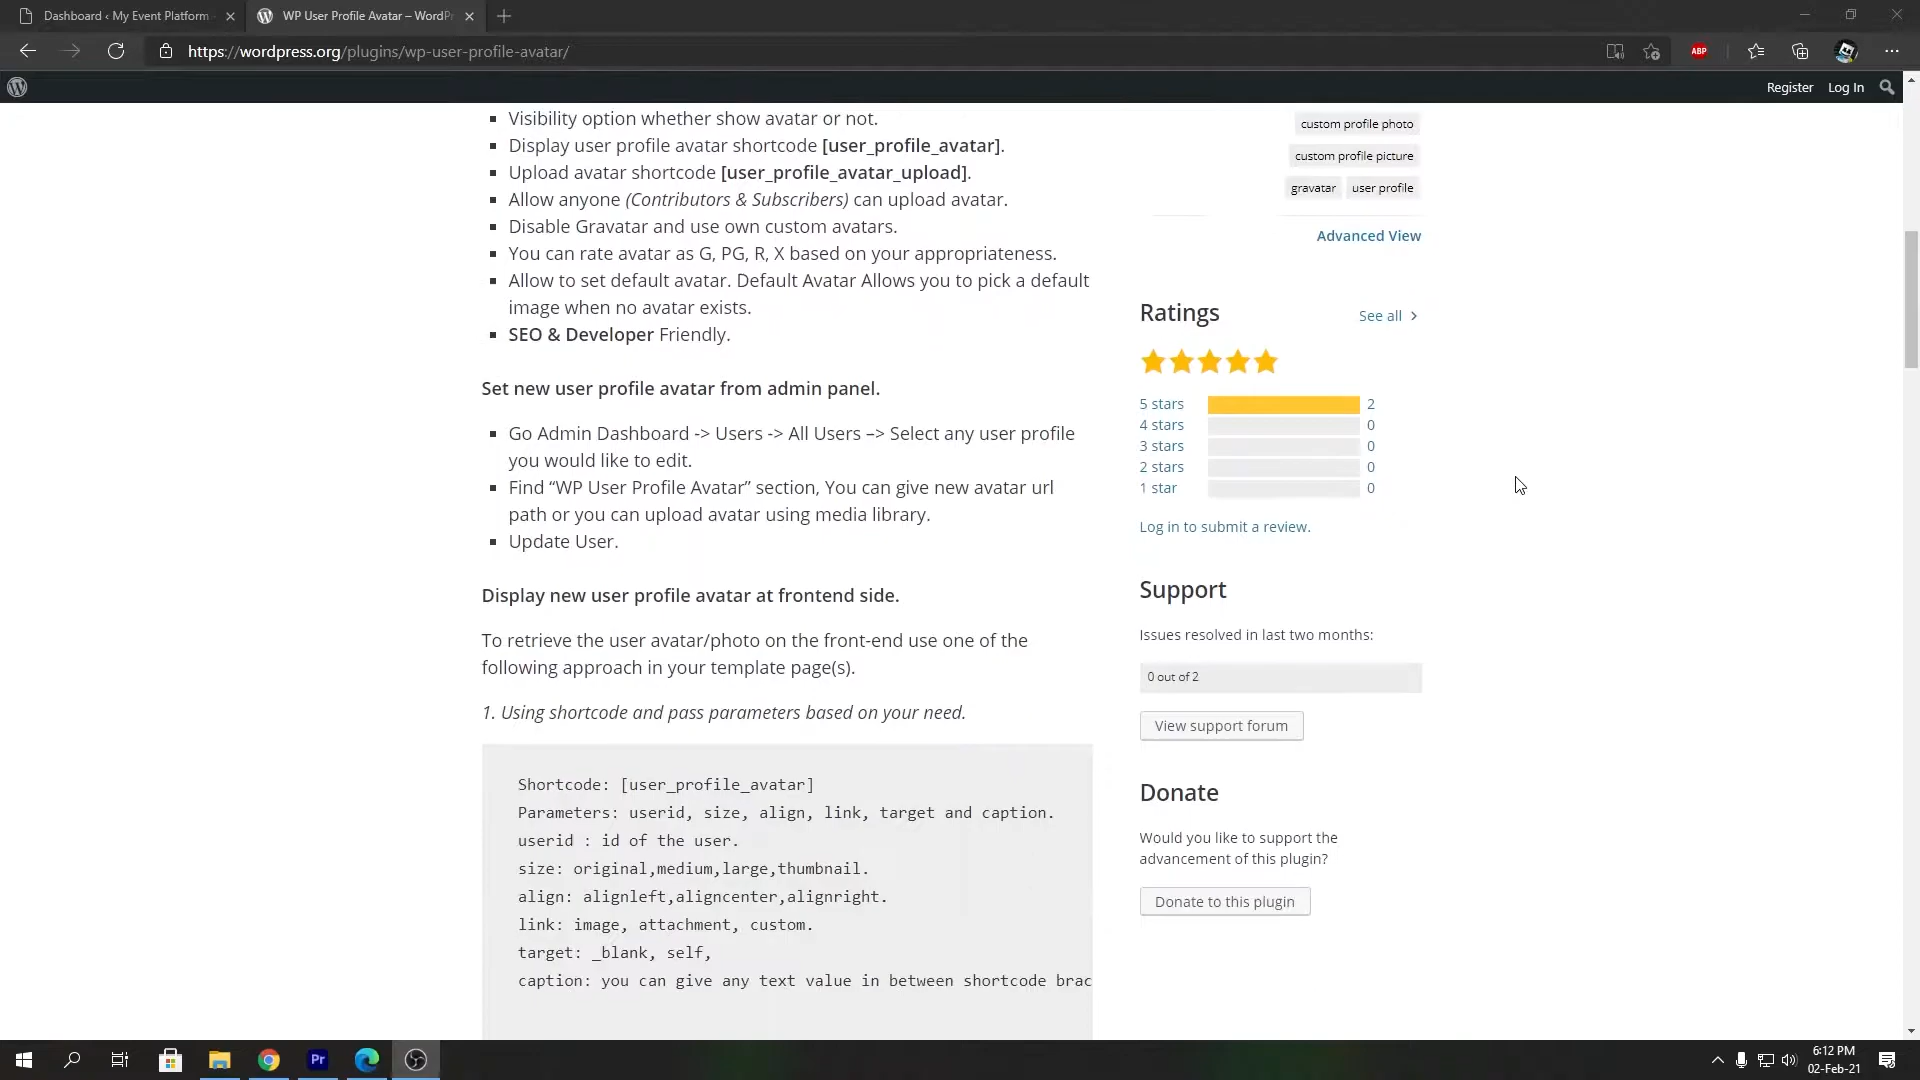 Dashboard ‹ My Event Platform
WP User Profile Avatar – WordPr
https://wordpress.org/plugins/wp-user-profile-avatar/
ABP
Register Log In
Visibility option whether show avatar or not.
Display user profile avatar shortcode [user_profile_avatar].
Upload avatar shortcode [user_profile_avatar_upload].
Allow anyone (Contributors & Subscribers) can upload avatar.
Disable Gravatar and use own custom avatars.
You can rate avatar as G, PG, R, X based on your appropriateness.
Allow to set default avatar. Default Avatar Allows you to pick a default
image when no avatar exists.
SEO & Developer Friendly.
Set new user profile avatar from admin panel.
Go Admin Dashboard -> Users -> All Users –> Select any user profile
you would like to edit.
Find “WP User Profile Avatar” section, You can give new avatar url
path or you can upload avatar using media library.
Update User.
Display new user profile avatar at frontend side.
To retrieve the user avatar/photo on the front-end use one of the
following approach in your template page(s).
1. Using shortcode and pass parameters based on your need.
Shortcode: [user_profile_avatar]
Parameters: userid, size, align, link, target and caption.
userid : id of the user.
size: original,medium,large,thumbnail.
align: alignleft,aligncenter,alignright.
link: image, attachment, custom.
target: _blank, self,
caption: you can give any text value in between shortcode brac
custom profile photo
custom profile picture
gravatar user profile
Advanced View
Ratings
See all
5 stars 2
4 stars 0
3 stars 0
2 stars 0
1 star 0
Log in to submit a review.
Support
Issues resolved in last two months:
0 out of 2
View support forum
Donate
Would you like to support the
advancement of this plugin?
Donate to this plugin
Pr
6:12 PM
02-Feb-21